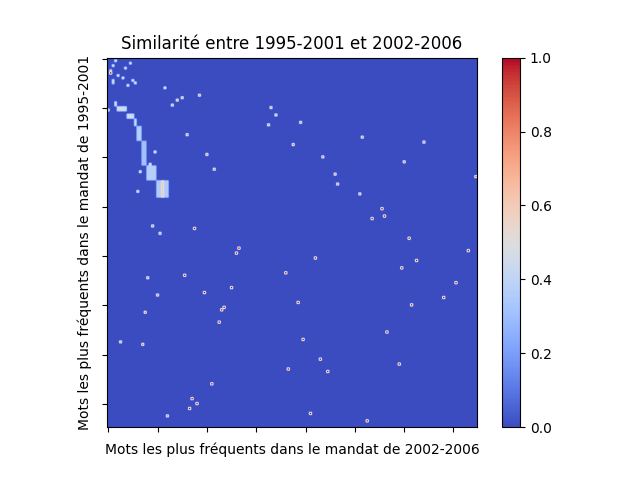 Similarité entre 1995-2001 et 2002-2006
Mots les plus fréquents dans le mandat de 1995-2001
Mots les plus fréquents dans le mandat de 2002-2006
1.0
0.8
0.6
0.4
0.2
0.0